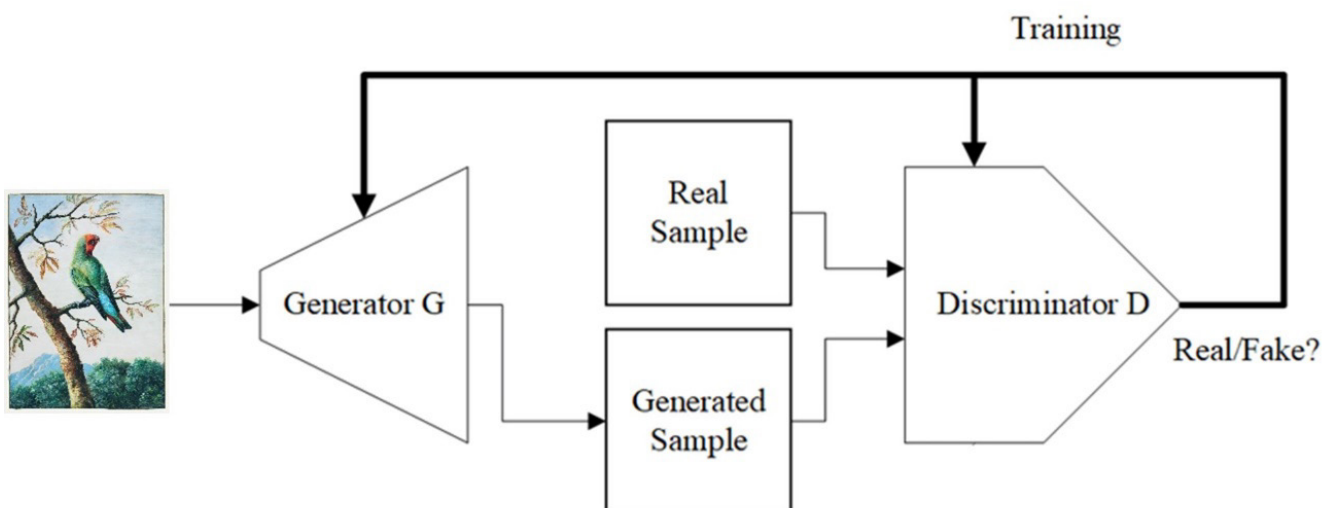 Training
Real
Sample
Generator G
Discriminator D
Real/Fake?
Generated
Sample